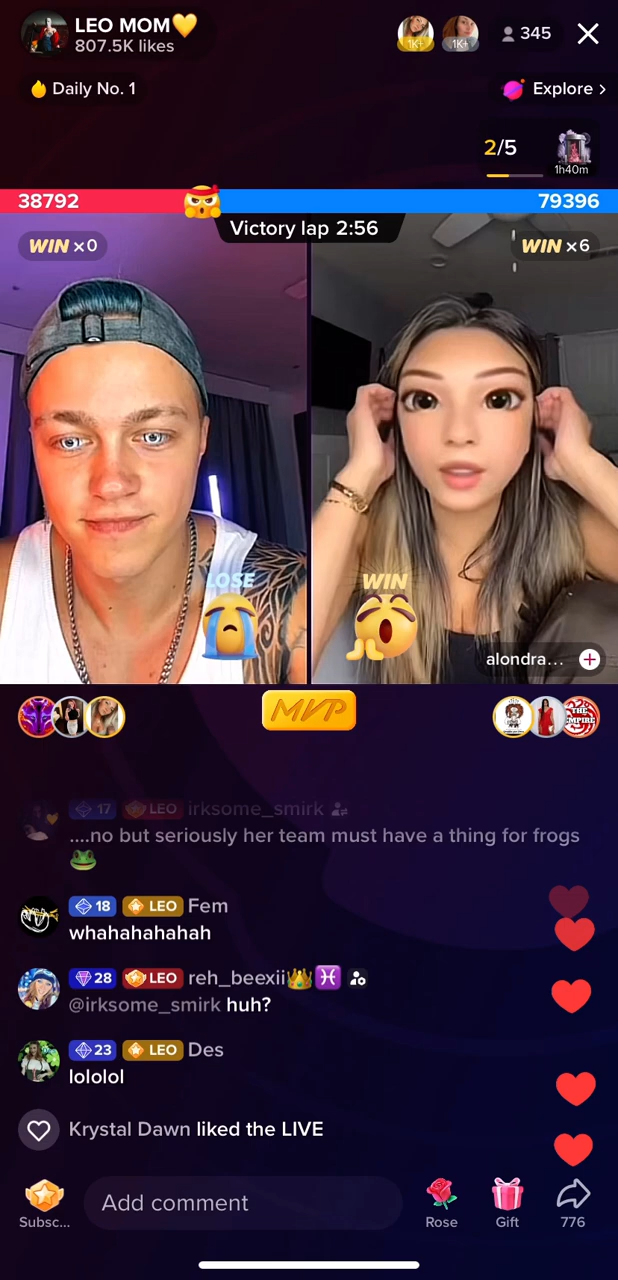 LEO MOM💛
807.5K likes
1K+
1K+
345
Daily No. 1
Explore >
2/5
1h40m
38792
79396
Victory lap 2:56
WIN x0
WIN x6
LOSE
WIN
alondra...
MVP
THE
EMPIRE
17 LEO irksome_smirk
....no but seriously her team must have a thing for frogs
🐸
18 LEO Fem
whahahahahah
28 LEO reh_beexii👑♓
@irksome_smirk huh?
23 LEO Des
lololol
Krystal Dawn liked the LIVE
Subsc...
Add comment
Rose
Gift
776